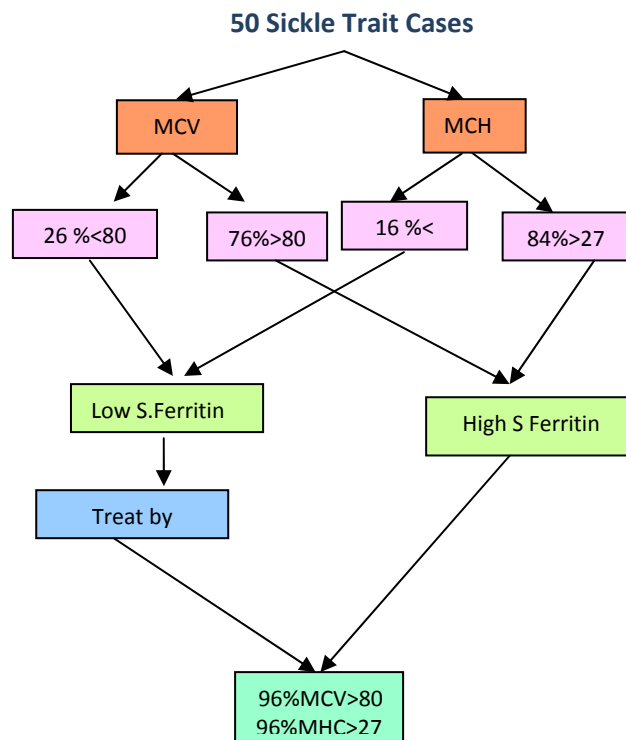 50 Sickle Trait Cases
MCV
MCH
26 %<80
76%>80
16 %<
84%>27
Low S.Ferritin
High S Ferritin
Treat by
96%MCV>80
96%MHC>27